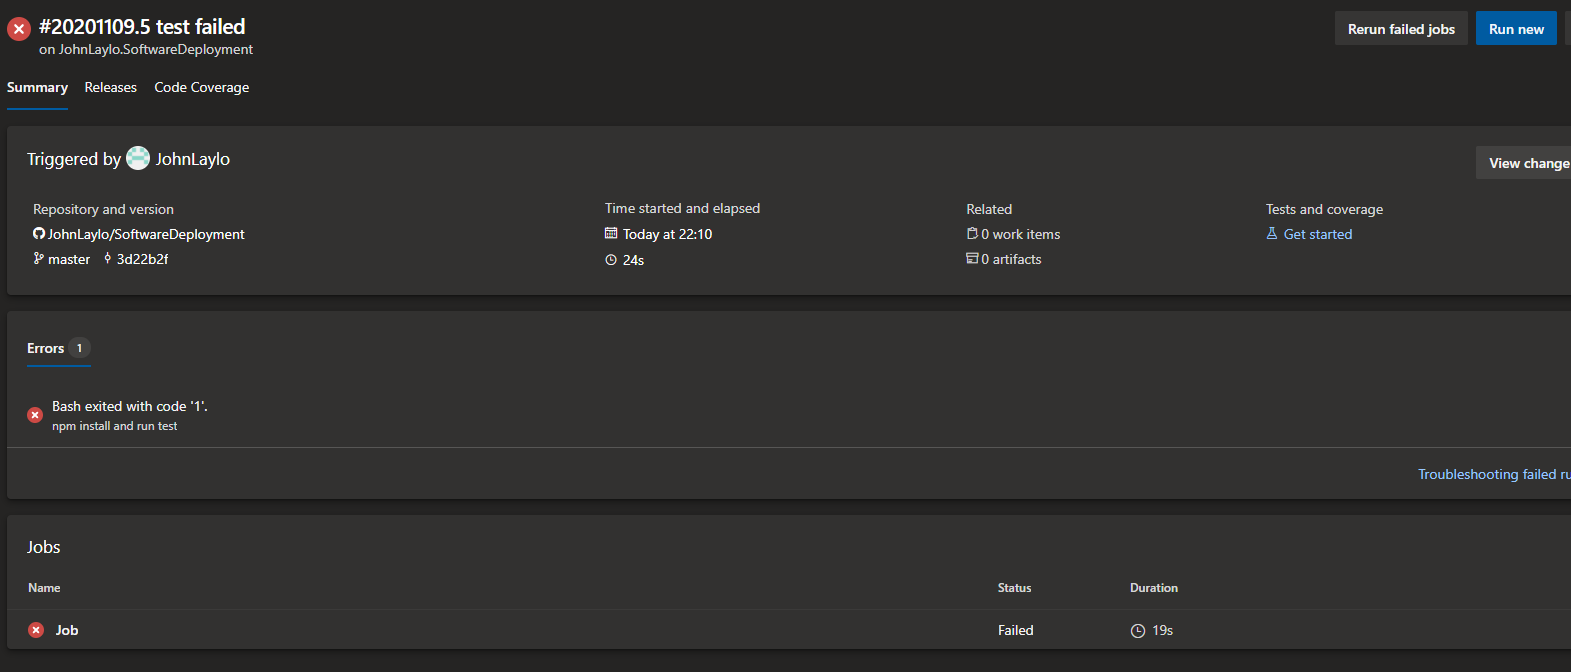 #20201109.5 test failed
on JohnLaylo.SoftwareDeployment
Rerun failed jobs
Run new
Summary
Releases
Code Coverage
Triggered by JohnLaylo
View change
Repository and version
JohnLaylo/SoftwareDeployment
master 3d22b2f
Time started and elapsed
Today at 22:10
24s
Related
0 work items
0 artifacts
Tests and coverage
Get started
Errors 1
Bash exited with code '1'.
npm install and run test
Troubleshooting failed ru
Jobs
Name Status Duration
Job Failed 19s